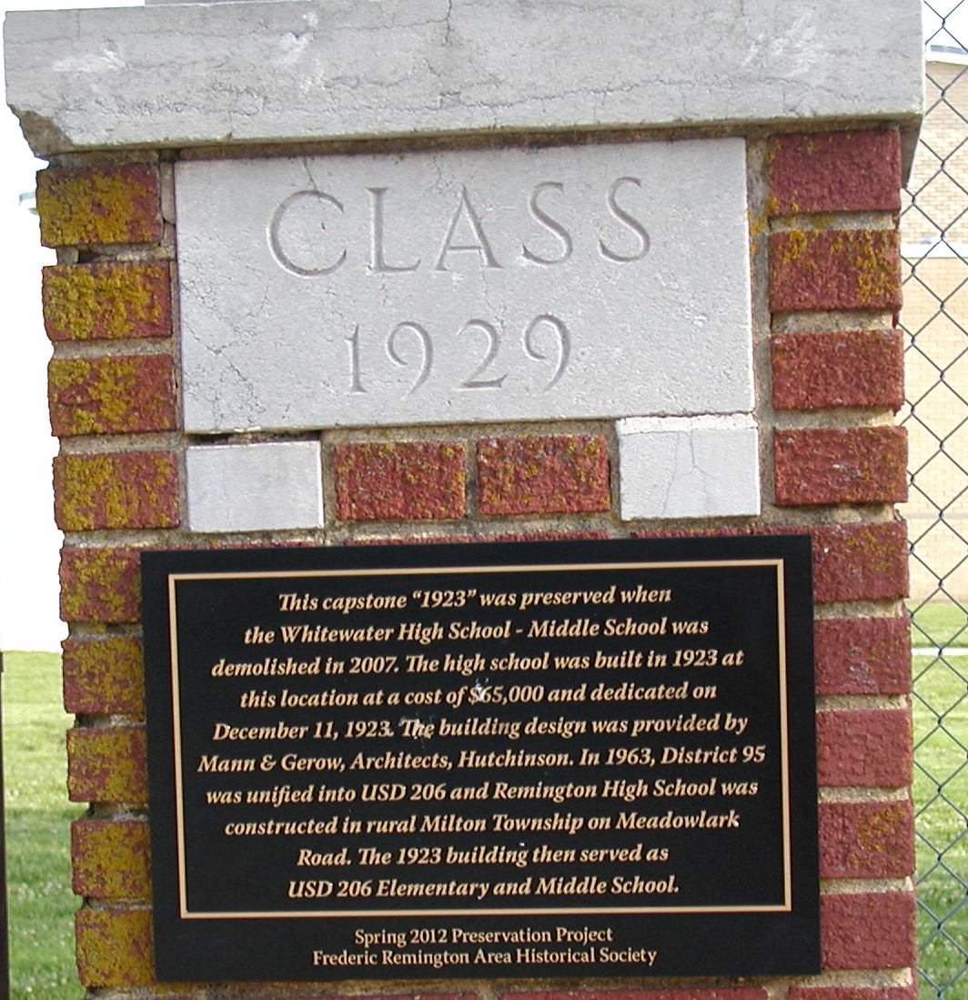 CLASS
1929
This capstone “1923” was preserved when
the Whitewater High School - Middle School was
demolished in 2007. The high school was built in 1923 at
this location at a cost of $65,000 and dedicated on
December 11, 1923. The building design was provided by
Mann & Gerow, Architects, Hutchinson. In 1963, District 95
was unified into USD 206 and Remington High School was
constructed in rural Milton Township on Meadowlark
Road. The 1923 building then served as
USD 206 Elementary and Middle School.
Spring 2012 Preservation Project
Frederic Remington Area Historical Society